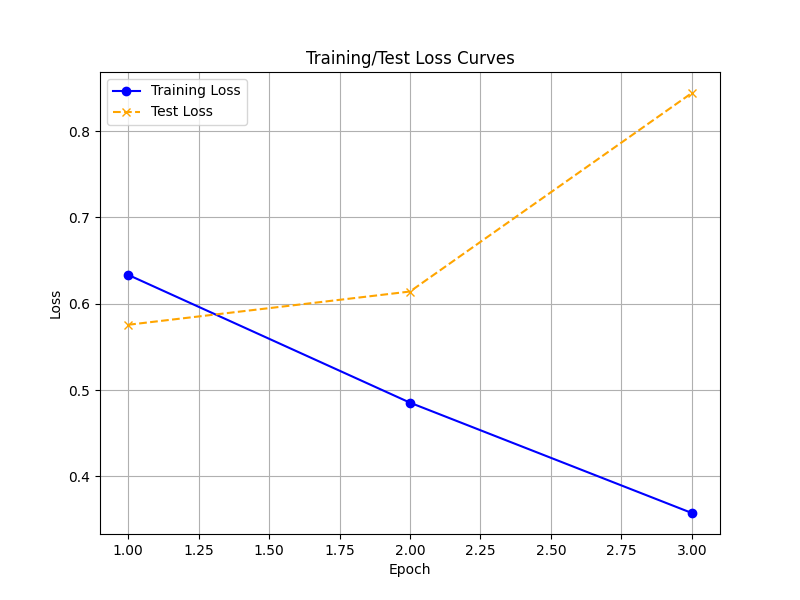 Training/Test Loss Curves
Training Loss
Test Loss
0.8
0.7
0.6
0.5
0.4
Loss
1.00 1.25 1.50 1.75 2.00 2.25 2.50 2.75 3.00
Epoch